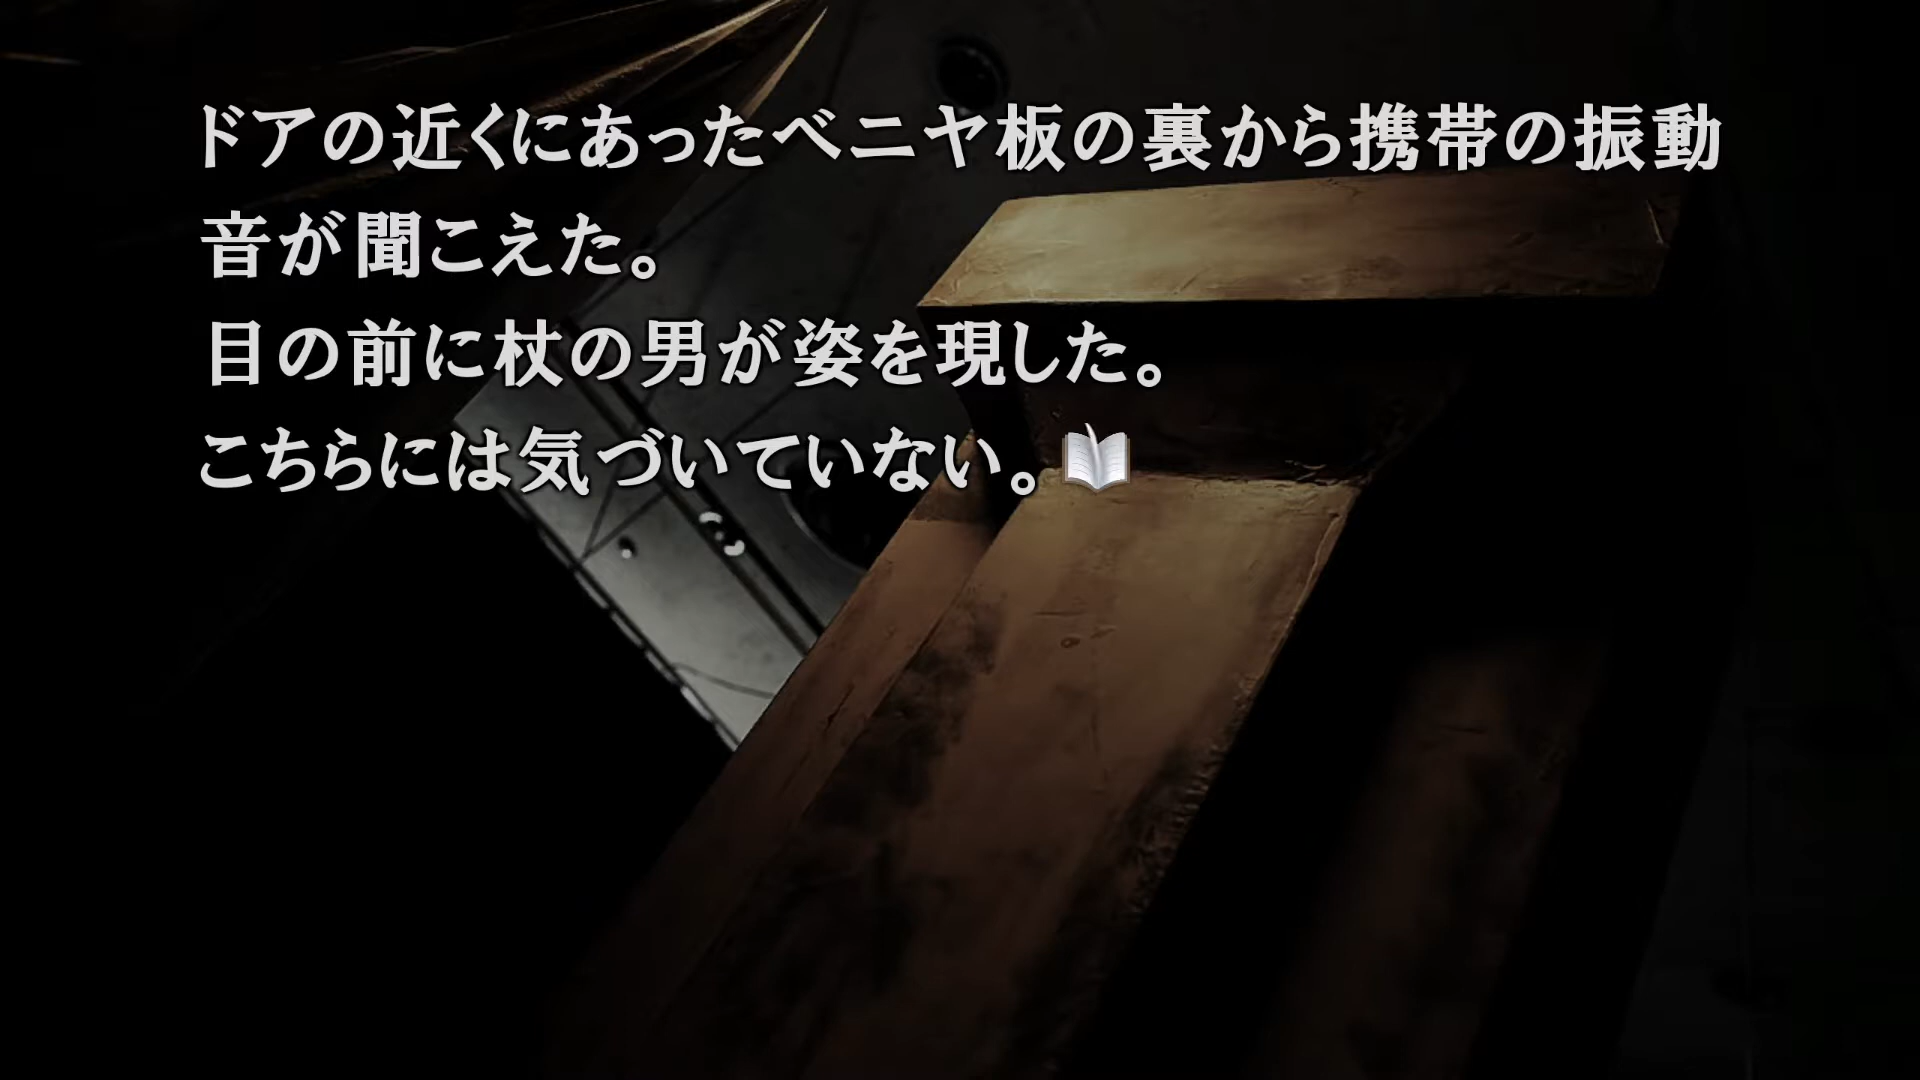 ドアの近くにあったベニヤ板の裏から携帯の振動
音が聞こえた。
目の前に杖の男が姿を現した。
こちらには気づいていない。